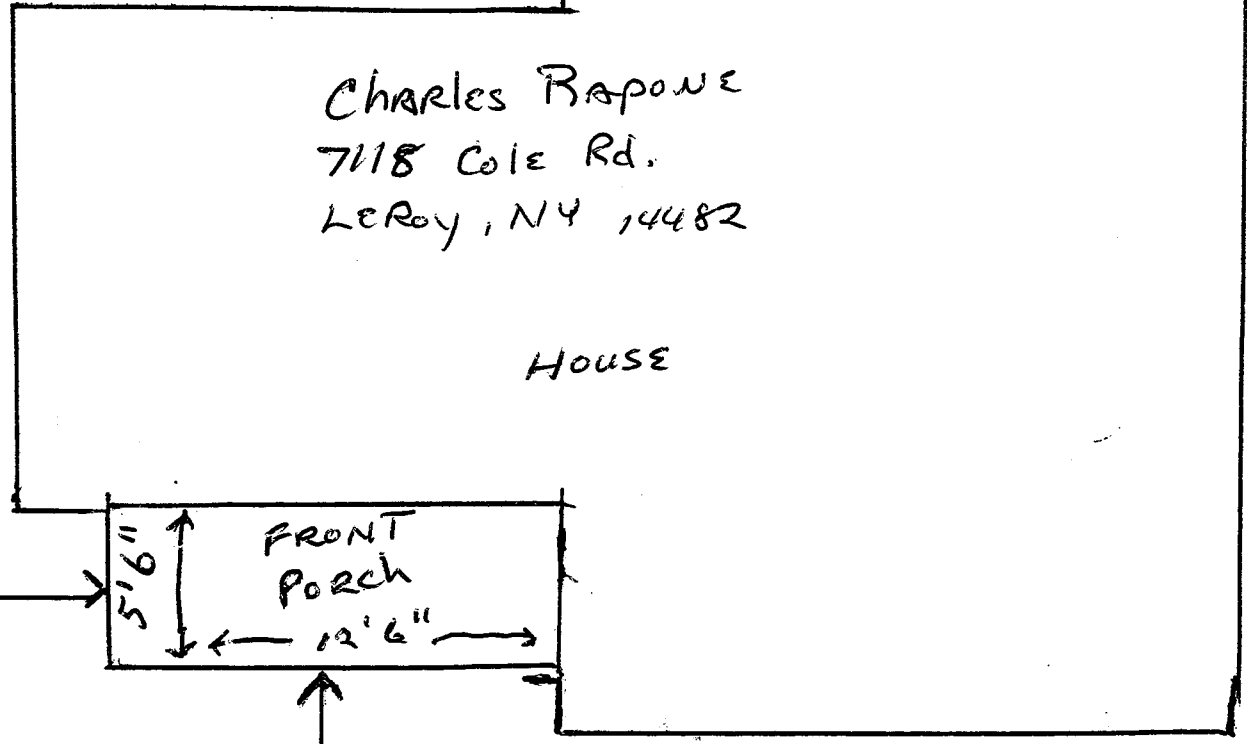 Charles Rapone
7118 Cole Rd.
LeRoy, NY 14482
House
Front
Porch
5'6"
12'6"